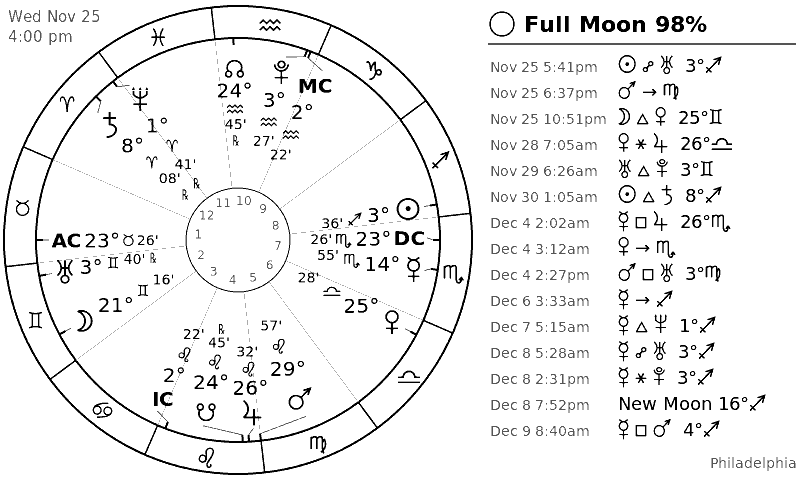 Wed Nov 25
4:00 pm
○ Full Moon 98%
Nov 25 5:41pm ☉ ☍ ♅ 3°♐
Nov 25 6:37pm ♂ → ♍
Nov 25 10:51pm ☽ △ ♀ 25°♊
Nov 28 7:05am ♀ ⚹ ♃ 26°♎
Nov 29 6:26am ♅ △ ♇ 3°♊
Nov 30 1:05am ☉ △ ♄ 8°♐
Dec 4 2:02am ☿ □ ♃ 26°♏
Dec 4 3:12am ♀ → ♏
Dec 4 2:27pm ♂ □ ♅ 3°♍
Dec 6 3:33am ☿ → ♐
Dec 7 5:15am ☿ △ ♆ 1°♐
Dec 8 5:28am ☿ ☍ ♅ 3°♐
Dec 8 2:31pm ☿ ⚹ ♇ 3°♐
Dec 8 7:52pm New Moon 16°♐
Dec 9 8:40am ☿ □ ♂ 4°♐
Philadelphia
♓
♒
♑
♈
♐
♉
♏
♊
♎
♋
♌
♍
☊ 24° ♒ 45' ℞
♇ 3° ♒ 27'
MC 2° ♒ 22'
♆ 1° ♈ 41' ℞
♄ 8° ♈ 08' ℞
AC 23° ♉ 26'
♅ 3° ♊ 40' ℞
☽ 21° ♊ 16'
36' ♐ 3° ☉
26' ♏ 23° DC
55' ♏ 14° ☿
28' ♎ 25° ♀
22' ♌ 2° IC
℞ 45' ♌ 24° ☋
32' ♌ 26° ♃
57' ♌ 29° ♂
1
2
3
4
5
6
7
8
9
10
11
12